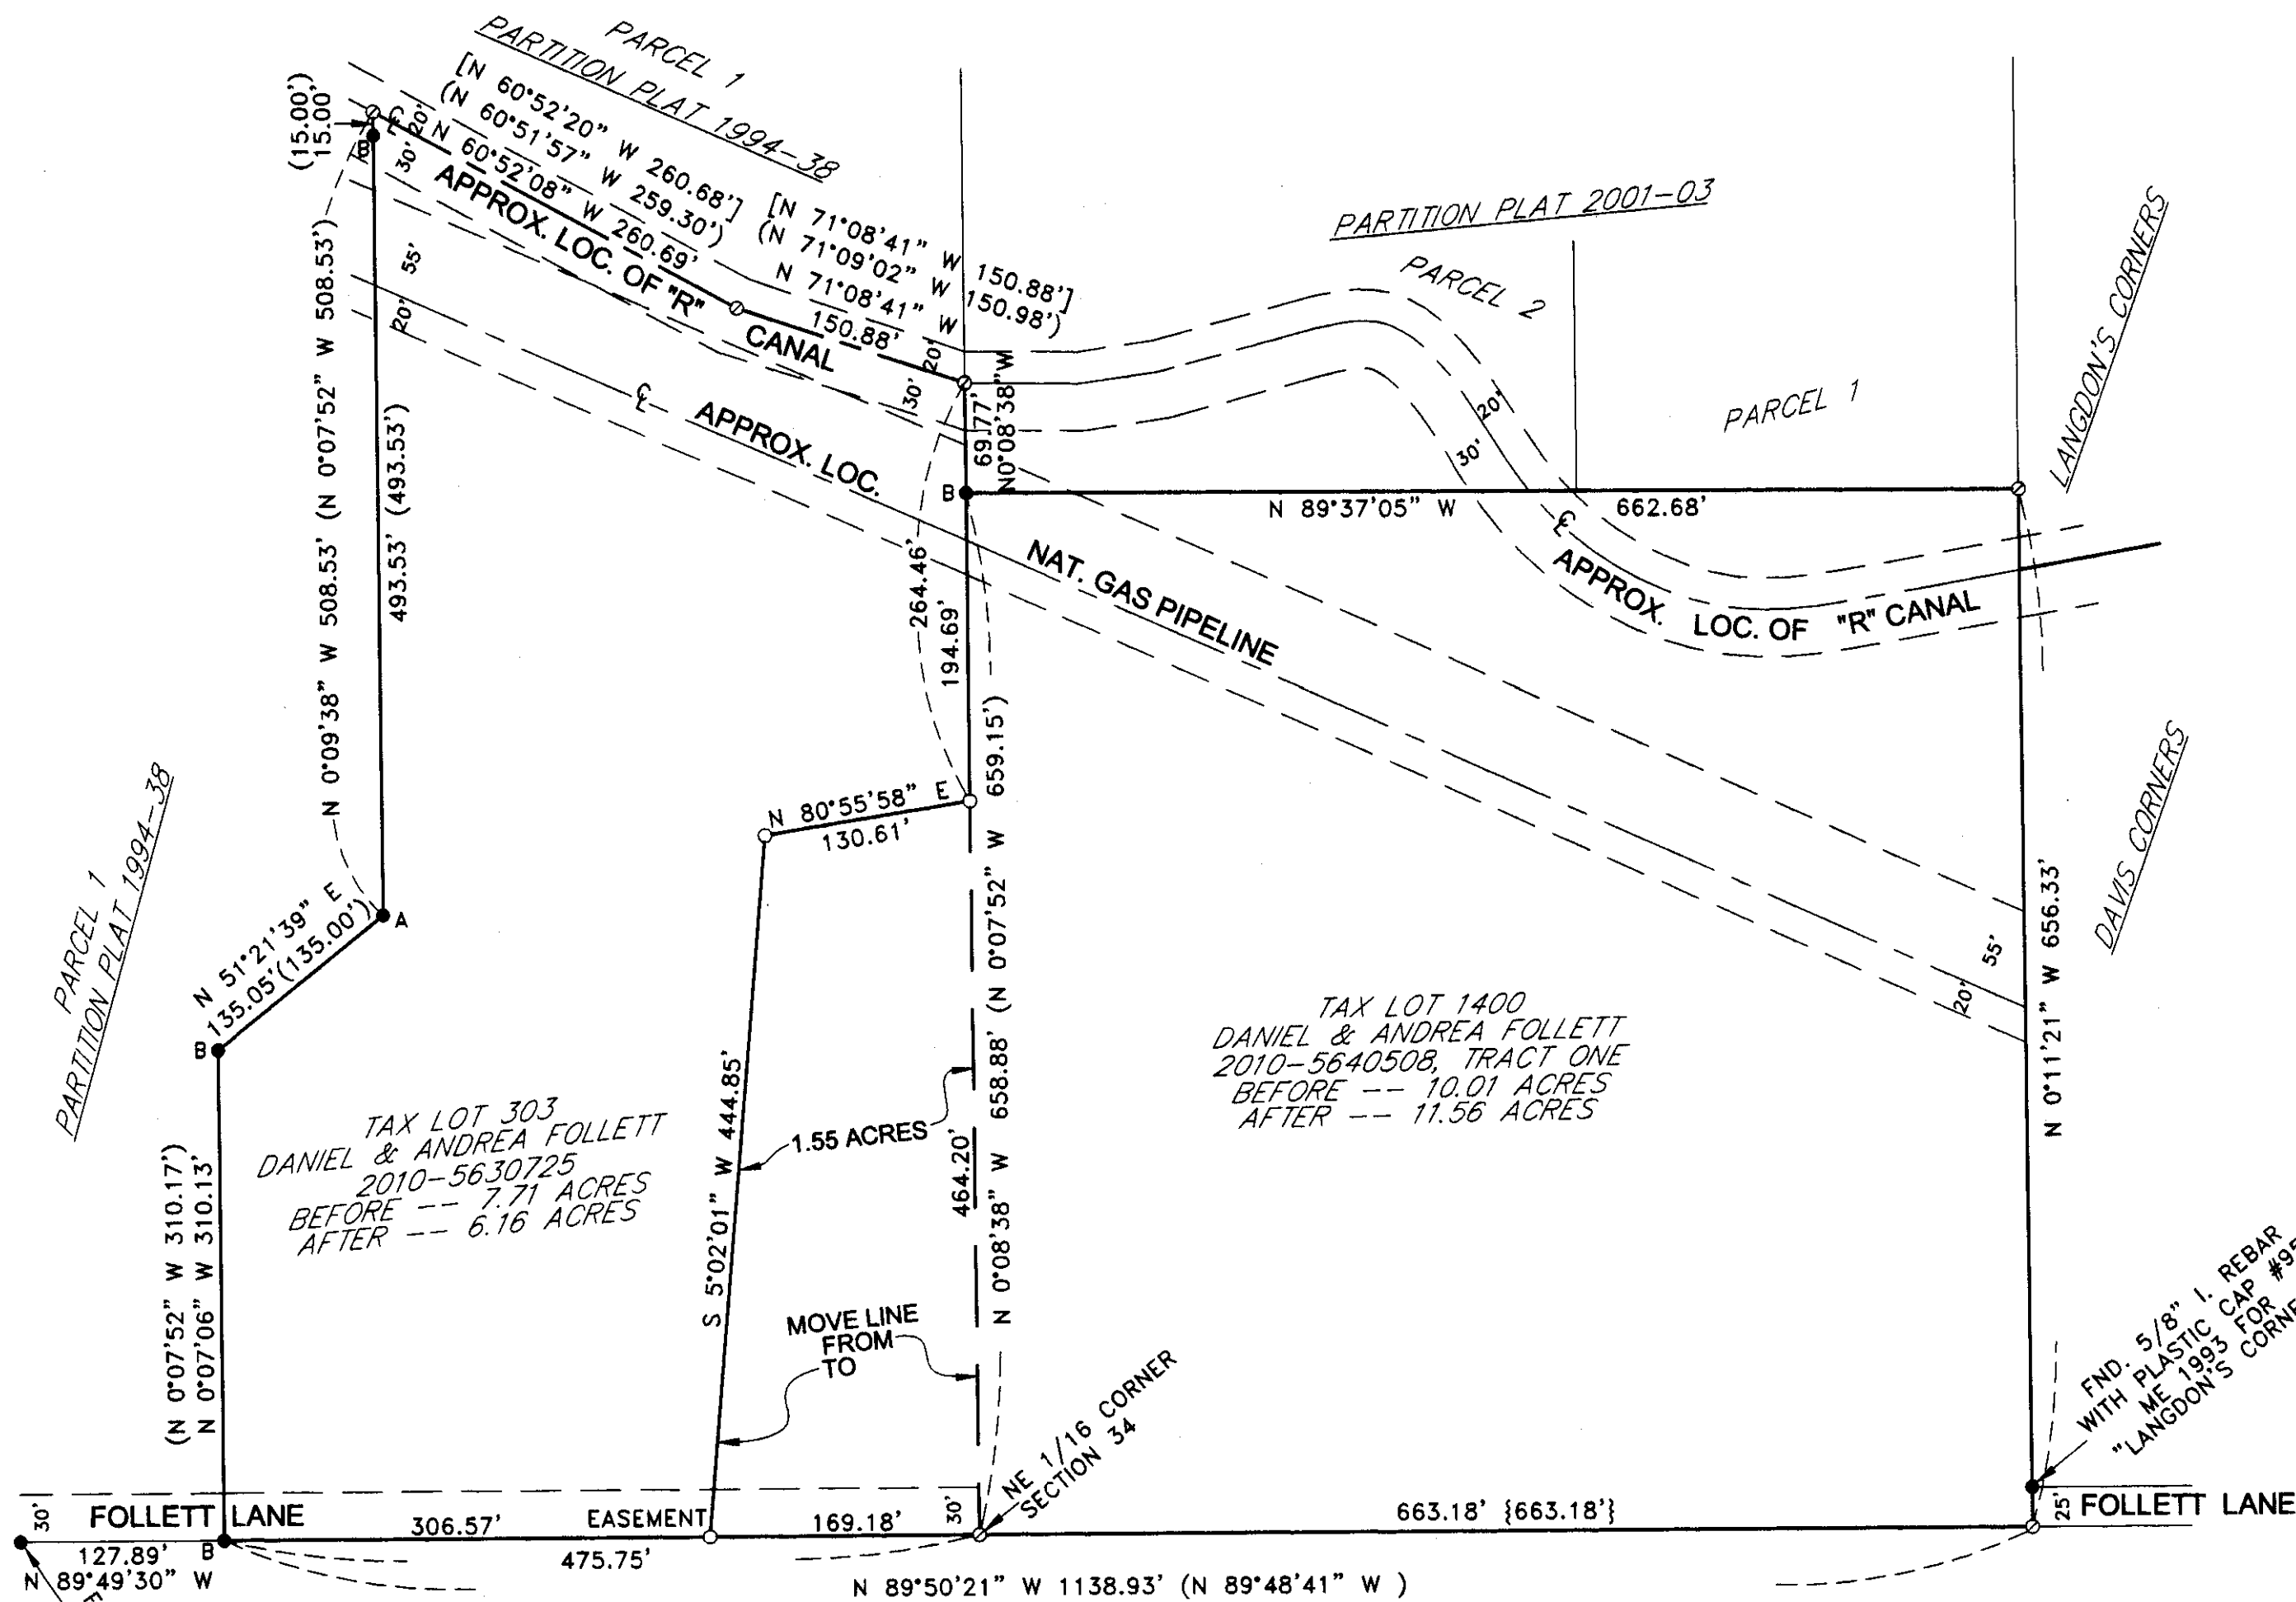 PARCEL 1
PARTITION PLAT 1994-38
[N 60°52'20" W 260.68']
(N 60°51'57" W 259.30')
N 60°52'08" W 260.69'
APPROX. LOC. OF "R"
CANAL
[N 71°08'41" W 150.88']
(N 71°09'02" W 150.98')
N 71°08'41" W
150.88'
(15.00')
15.00'
B
20'
30'
55'
20'
20'
30'
PARTITION PLAT 2001-03
PARCEL 2
PARCEL 1
20'
30'
LANGDON'S CORNERS
N 0°09'38" W 508.53' (N 0°07'52" W 508.53')
493.53' (493.53')
APPROX. LOC.
NAT. GAS PIPELINE
69.77'
N0°08'38"W
B
264.46'
194.69'
N 89°37'05" W
662.68'
APPROX. LOC. OF "R" CANAL
N 80°55'58" E
130.61'
N 51°21'39" E
135.05'(135.00')
A
B
PARCEL 1
PARTITION PLAT 1994-38
DAVIS CORNERS
55'
20'
N 0°11'21" W 656.33'
TAX LOT 1400
DANIEL & ANDREA FOLLETT
2010-5640508, TRACT ONE
BEFORE -- 10.01 ACRES
AFTER -- 11.56 ACRES
TAX LOT 303
DANIEL & ANDREA FOLLETT
2010-5630725
BEFORE -- 7.71 ACRES
AFTER -- 6.16 ACRES
(N 0°07'52" W 310.17')
N 0°07'06" W 310.13'
S 5°02'01" W 444.85'
1.55 ACRES
464.20'
N 0°08'38" W 658.88' (N 0°07'52" W 659.15')
MOVE LINE
FROM
TO
NE 1/16 CORNER
SECTION 34
FND. 5/8" I. REBAR
WITH PLASTIC CAP
ME 1993 FOR
"LANGDON'S
30'
FOLLETT LANE
306.57'
EASEMENT
169.18'
30'
663.18' {663.18'}
25'
FOLLETT LANE
127.89'
B
475.75'
N 89°49'30" W
N 89°50'21" W 1138.93' (N 89°48'41" W )